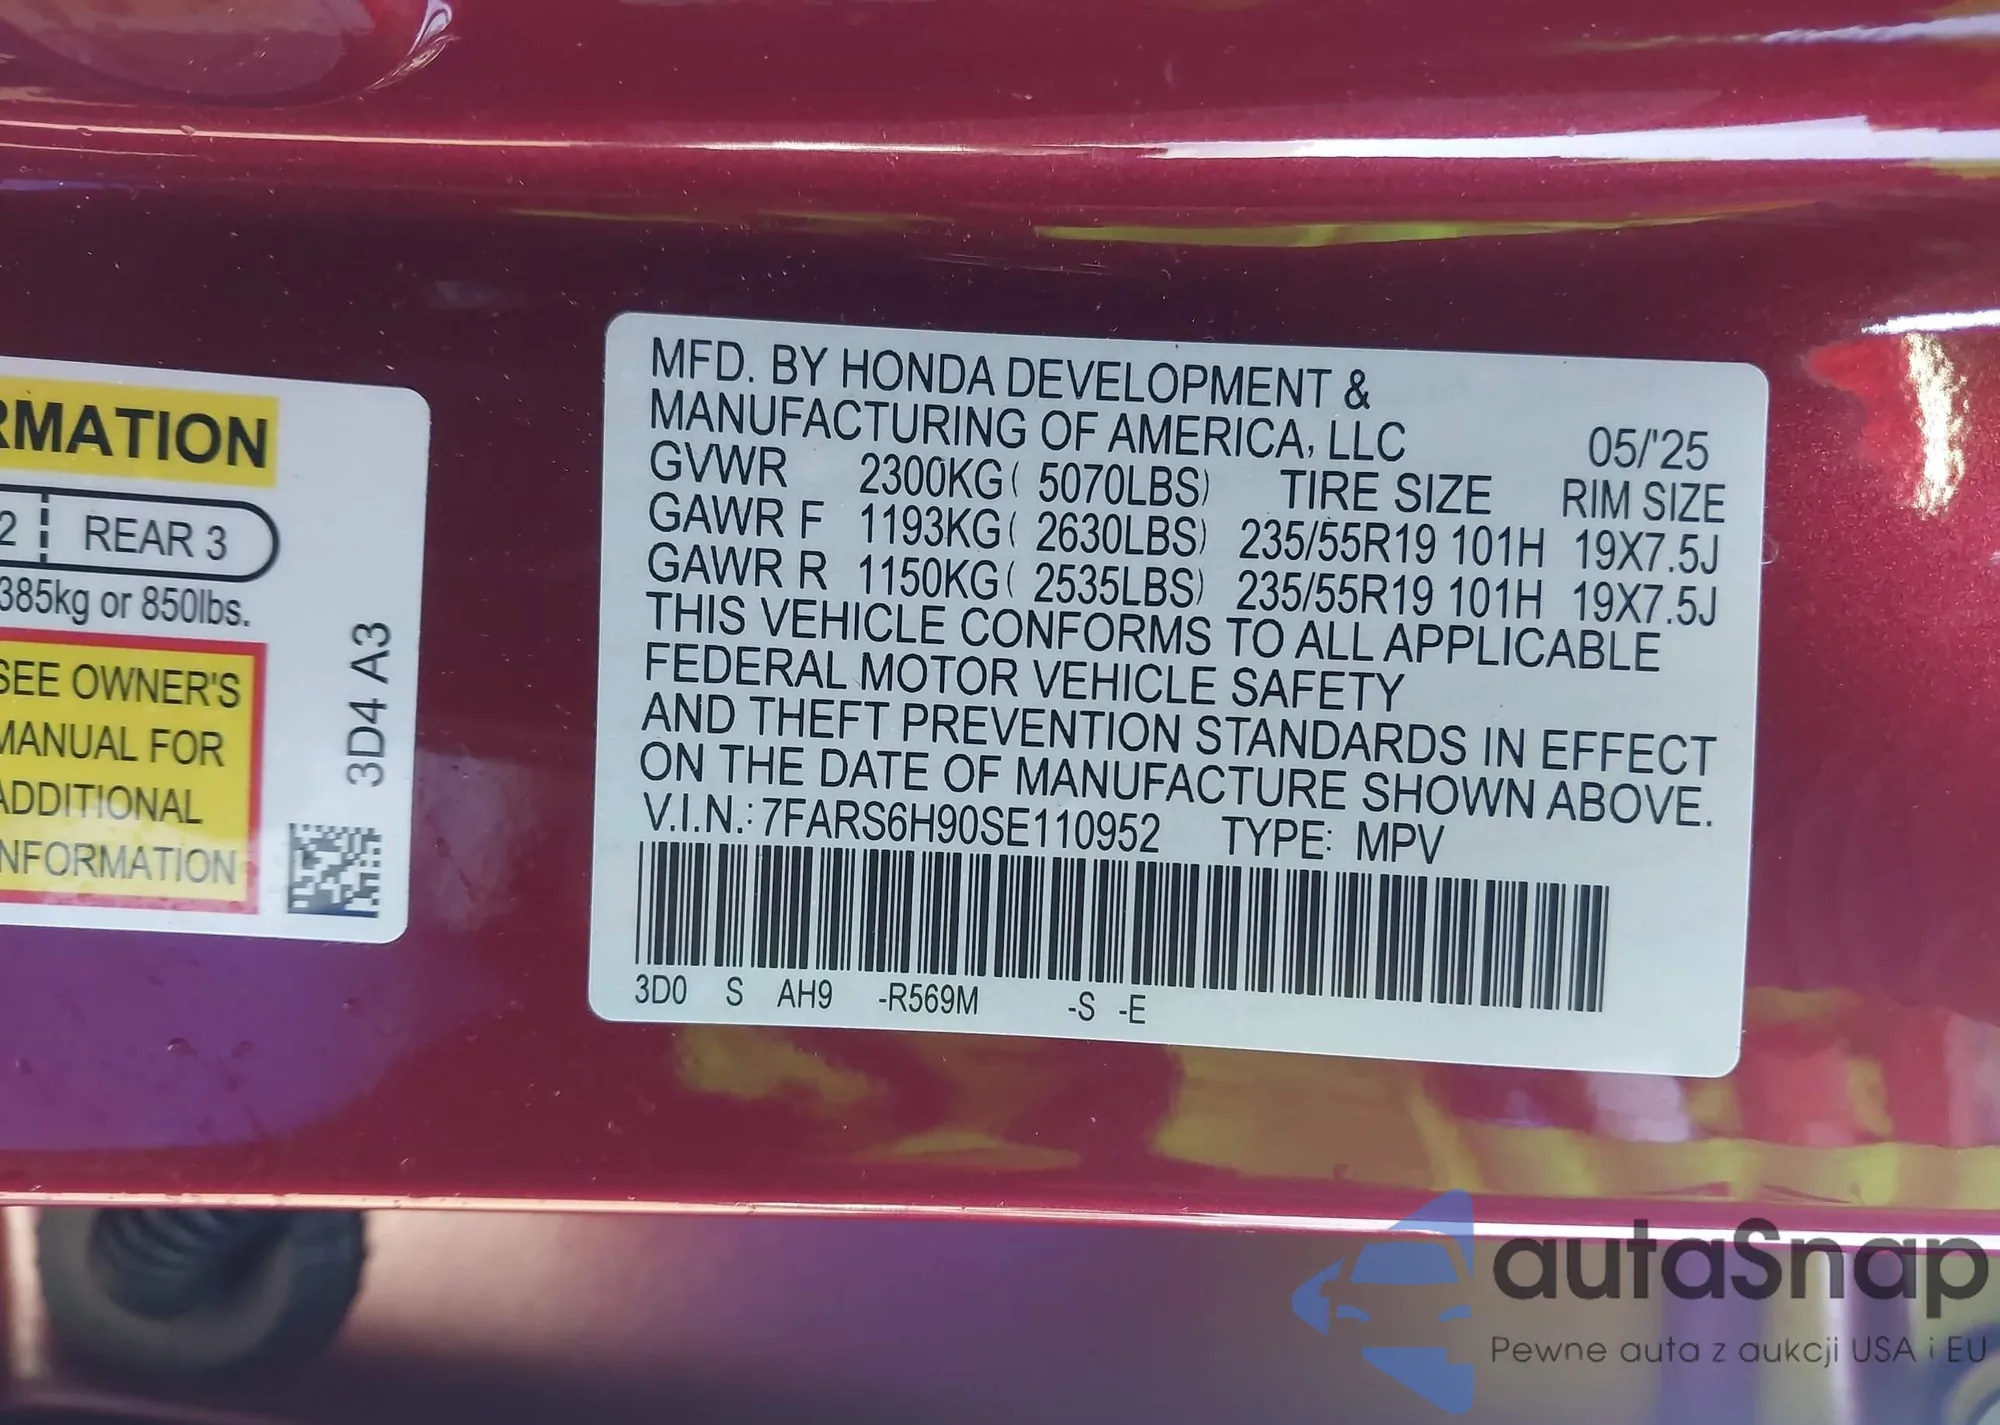 RMATION
2 REAR 3
385kg or 850lbs.
SEE OWNER'S
MANUAL FOR
ADDITIONAL
INFORMATION
3D4 A3
MFD. BY HONDA DEVELOPMENT &
MANUFACTURING OF AMERICA, LLC 05/'25
GVWR 2300KG( 5070LBS) TIRE SIZE RIM SIZE
GAWR F 1193KG( 2630LBS) 235/55R19 101H 19X7.5J
GAWR R 1150KG( 2535LBS) 235/55R19 101H 19X7.5J
THIS VEHICLE CONFORMS TO ALL APPLICABLE
FEDERAL MOTOR VEHICLE SAFETY
AND THEFT PREVENTION STANDARDS IN EFFECT
ON THE DATE OF MANUFACTURE SHOWN ABOVE.
V.I.N.: 7FARS6H90SE110952 TYPE: MPV
3D0 S AH9 -R569M -S -E
autaSnap
Pewne auta z aukcji USA i EU